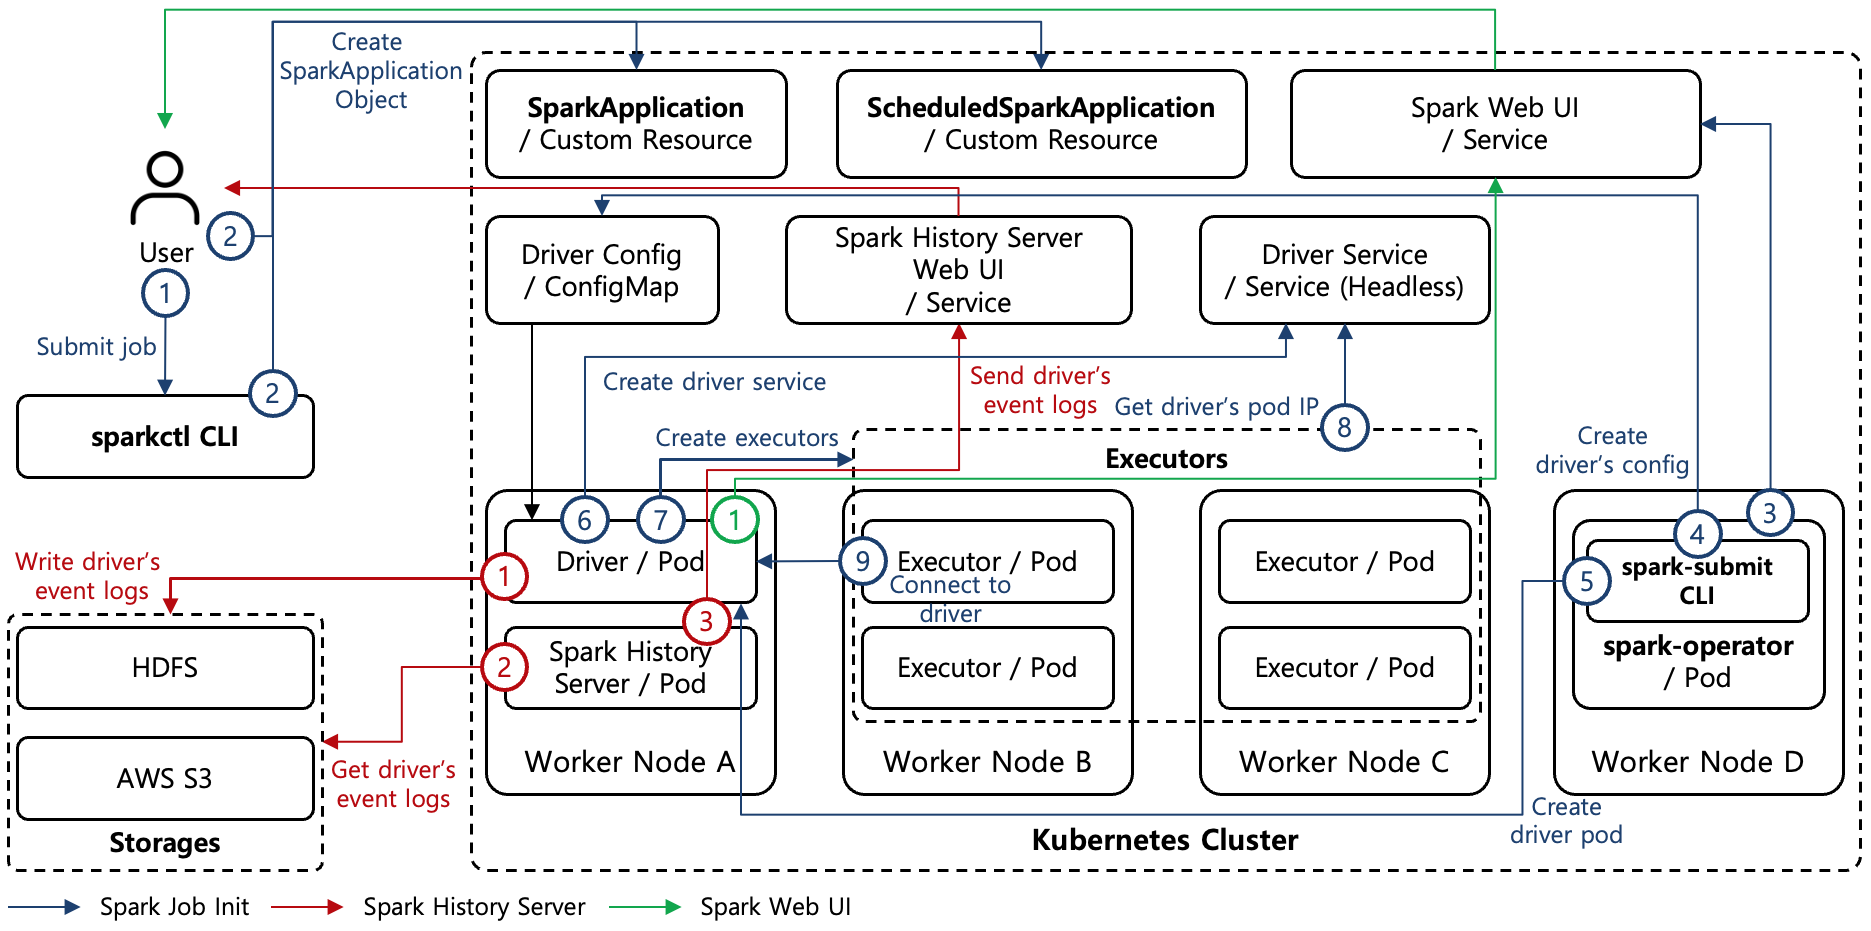 Create
SparkApplication
Object
SparkApplication
/ Custom Resource
ScheduledSparkApplication
/ Custom Resource
Spark Web UI
/ Service
User
2
1
Submit job
2
sparkctl CLI
Driver Config
/ ConfigMap
Spark History Server
Web UI
/ Service
Driver Service
/ Service (Headless)
Create driver service
Send driver's
event logs
Get driver's pod IP
8
Create executors
Executors
Create
driver's config
6
7
1
3
4
Driver / Pod
1
9
Executor / Pod
Connect to
driver
Executor / Pod
5
spark-submit
CLI
spark-operator
/ Pod
3
2
Spark History
Server / Pod
Executor / Pod
Executor / Pod
Worker Node A
Worker Node B
Worker Node C
Worker Node D
Write driver's
event logs
HDFS
AWS S3
Storages
Get driver's
event logs
Create
driver pod
Kubernetes Cluster
Spark Job Init
Spark History Server
Spark Web UI